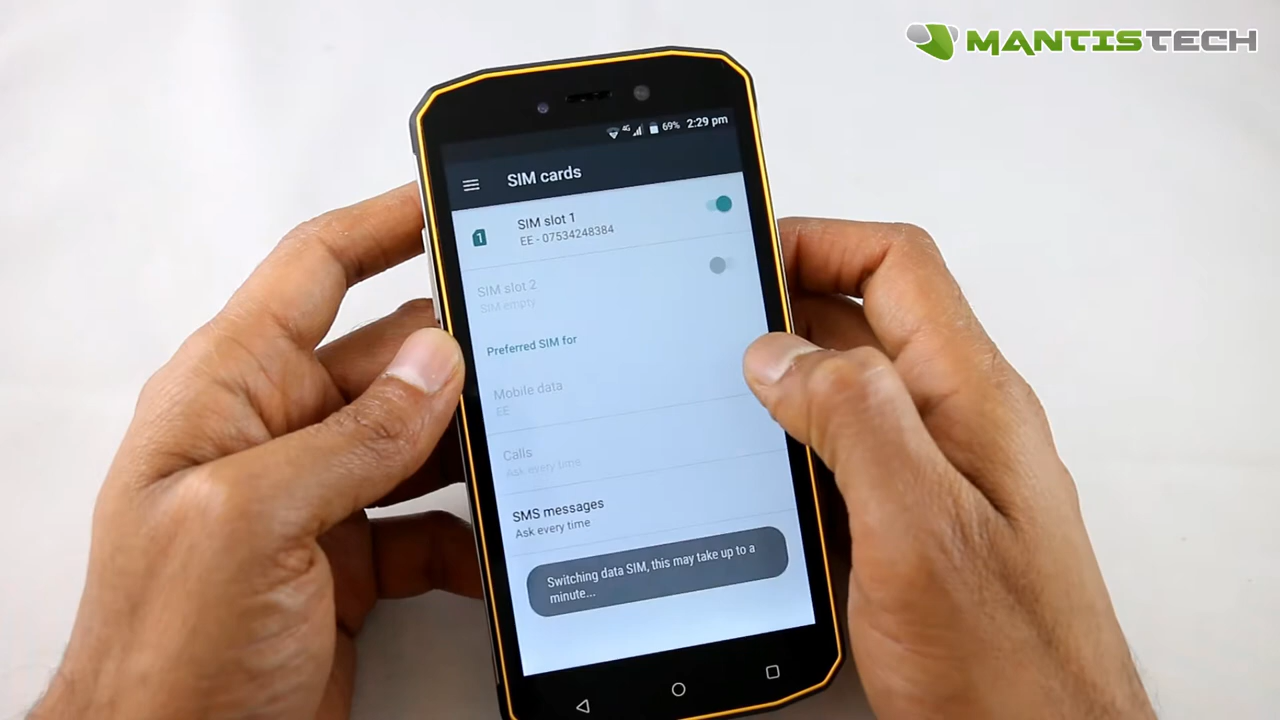 MANTISTECH
4G 69% 2:29 pm
SIM cards
1
SIM slot 1
EE - 07534248384
SIM slot 2
SIM empty
Preferred SIM for
Mobile data
EE
Calls
Ask every time
SMS messages
Ask every time
Switching data SIM, this may take up to a
minute...